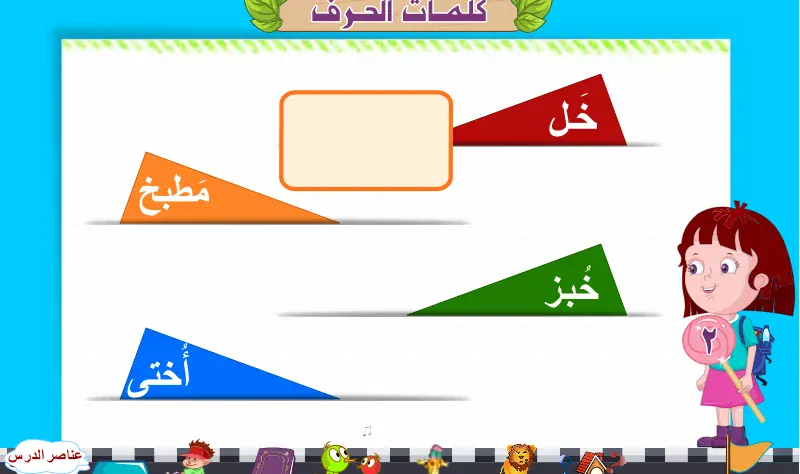 كلمات الحرف
خَل
مَطبخ
خُبز
أُختى
٢
عناصر الدرس